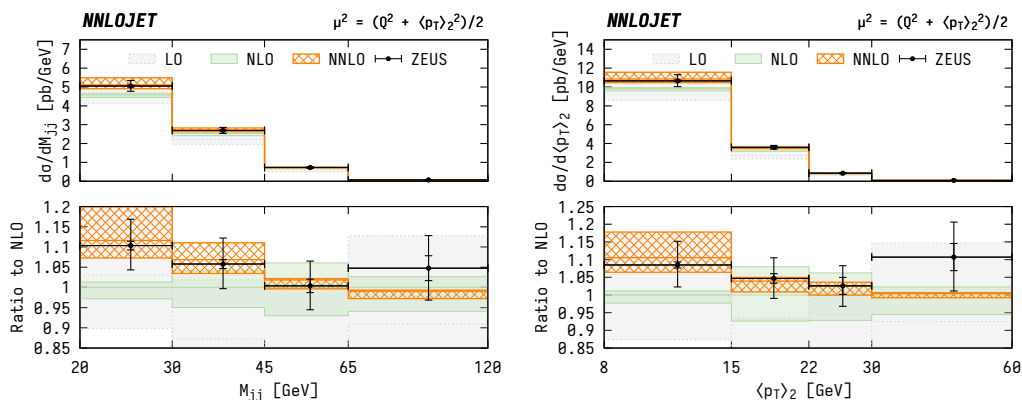 NNLOJET μ² = (Q² + ⟨p_T⟩₂²)/2
7
6
5
4
3
2
1
0
dσ/dM_jj [pb/GeV]
LO NLO NNLO ZEUS
1.2
1.15
1.1
1.05
1
0.95
0.9
0.85
Ratio to NLO
20 30 45 65 120
M_jj [GeV]
NNLOJET μ² = (Q² + ⟨p_T⟩₂²)/2
14
12
10
8
6
4
2
0
dσ/d⟨p_T⟩₂ [pb/GeV]
LO NLO NNLO ZEUS
1.25
1.2
1.15
1.1
1.05
1
0.95
0.9
0.85
Ratio to NLO
8 15 22 30 60
⟨p_T⟩₂ [GeV]